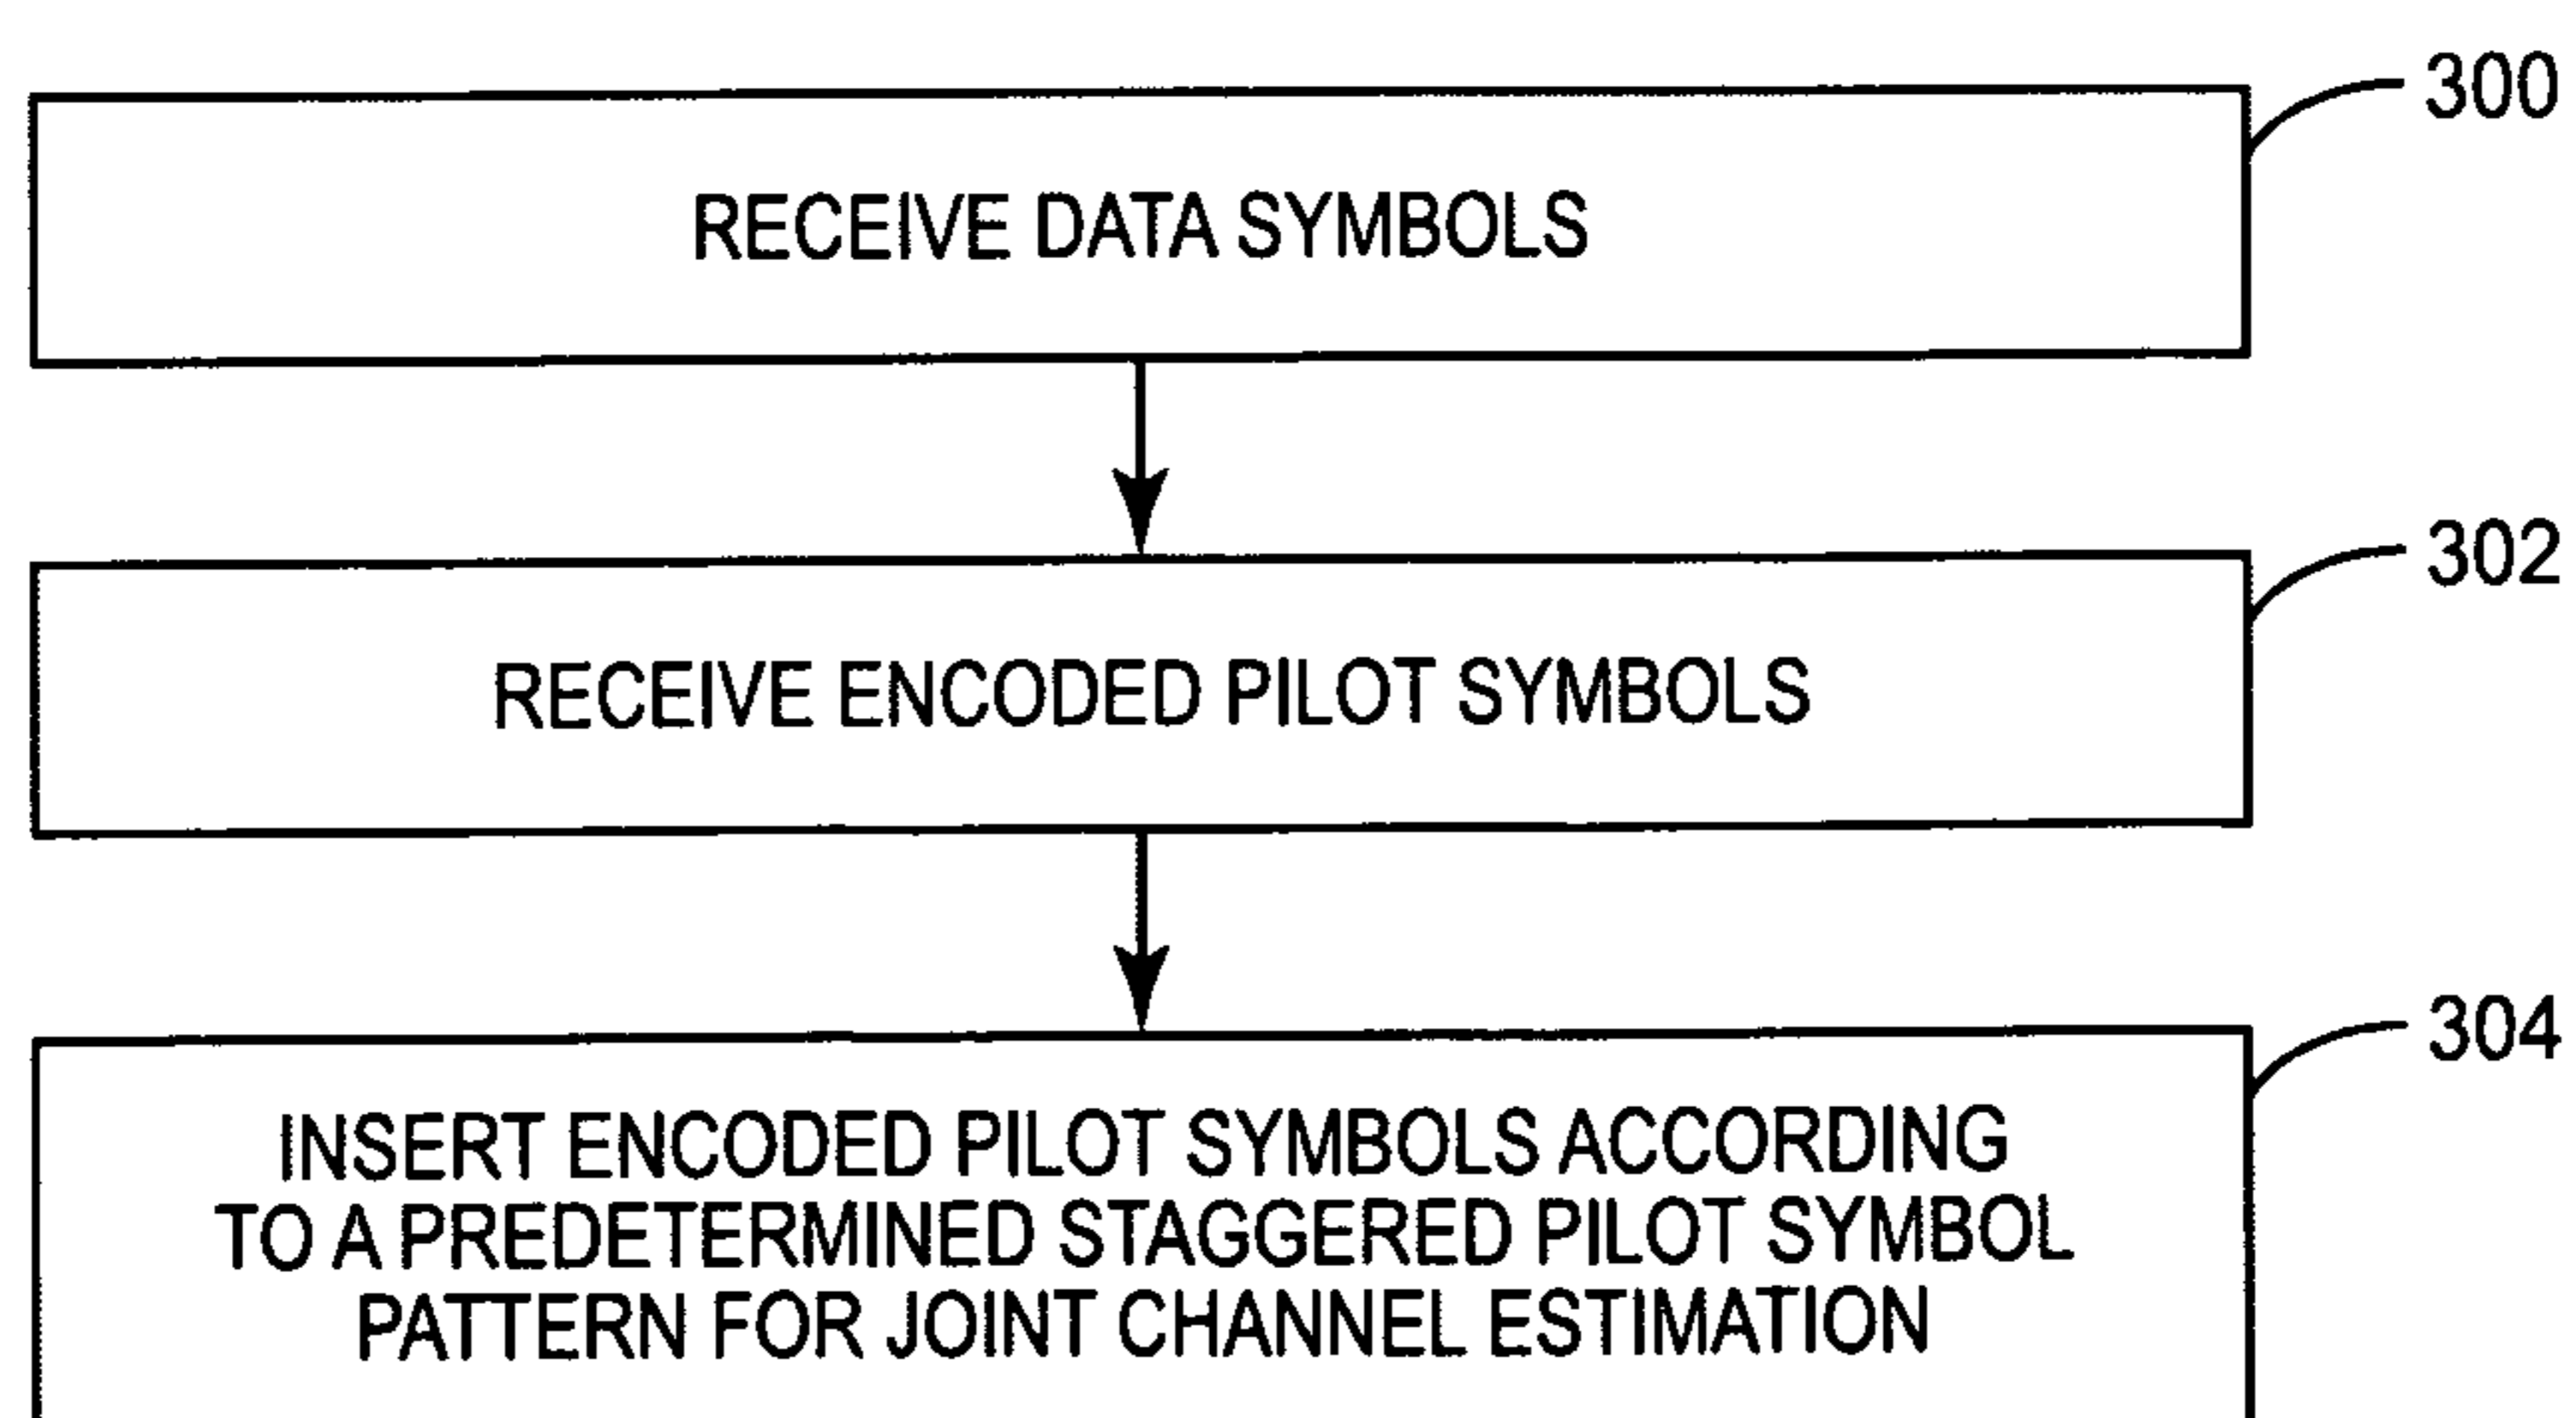 300
RECEIVE DATA SYMBOLS
302
RECEIVE ENCODED PILOT SYMBOLS
304
INSERT ENCODED PILOT SYMBOLS ACCORDING
TO A PREDETERMINED STAGGERED PILOT SYMBOL
PATTERN FOR JOINT CHANNEL ESTIMATION